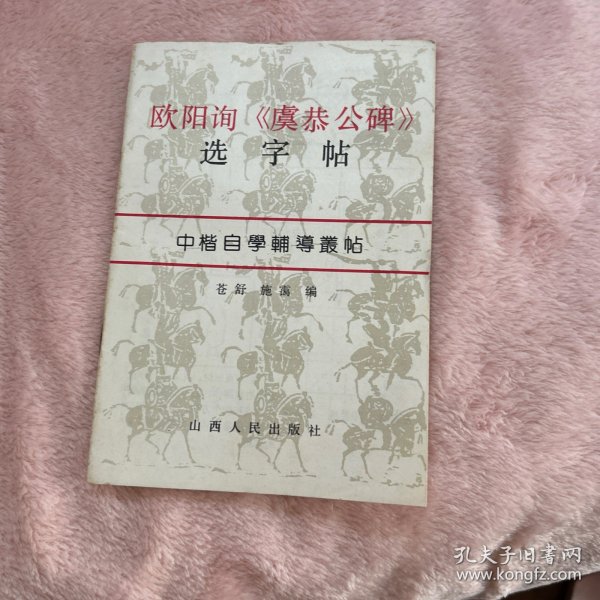 欧阳询《虞恭公碑》
选字帖
中楷自學輔導叢帖
苍舒 施霭 编
山西人民出版社
孔夫子旧书网
www.kongfz.com